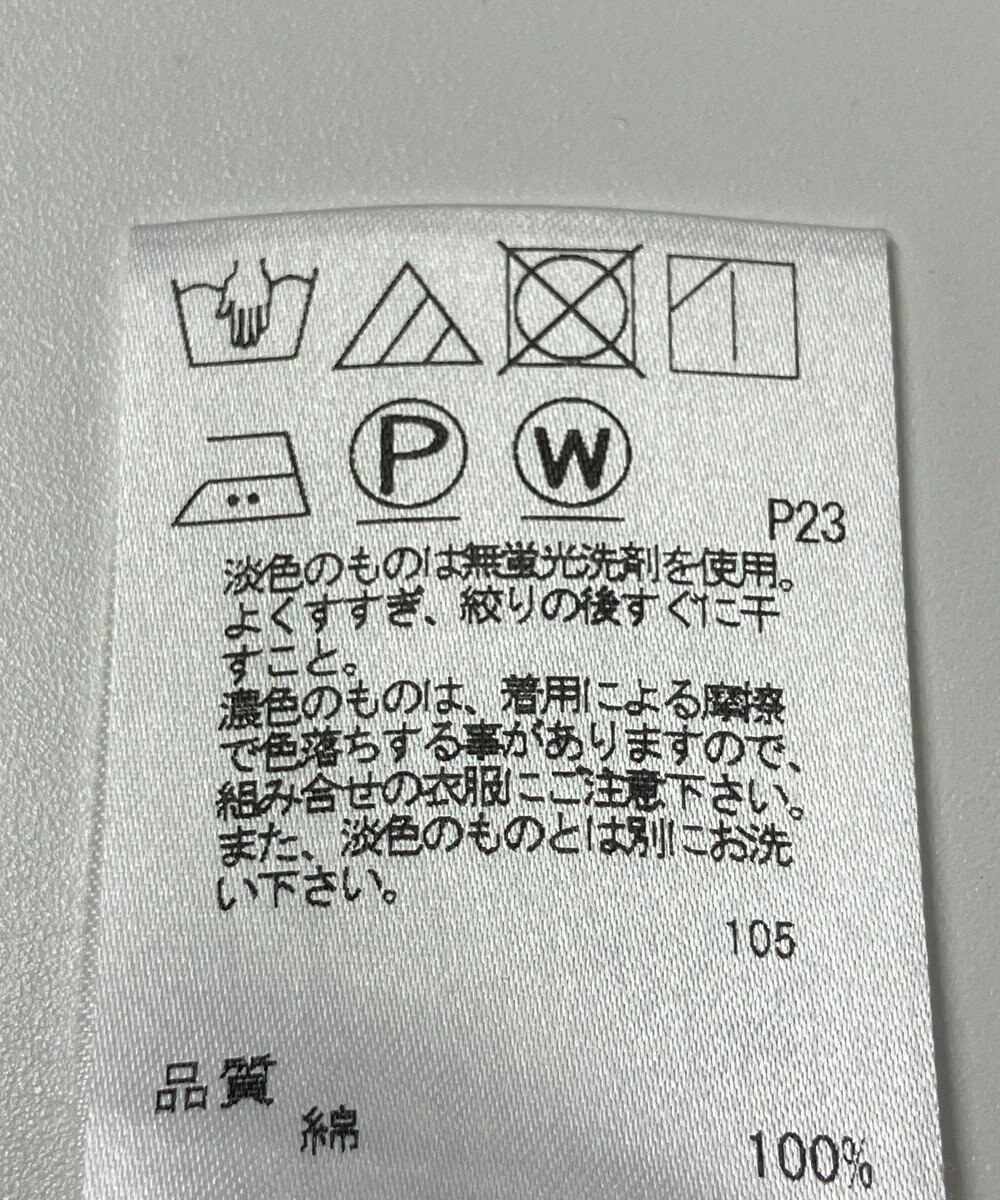 P
W
P23
淡色のものは無蛍光洗剤を使用。
よくすすぎ、絞りの後すぐに干
すこと。
濃色のものは、着用による摩擦
で色落ちする事がありますので、
組み合せの衣服にご注意下さい。
また、淡色のものとは別にお洗
い下さい。
105
品質
綿
100%